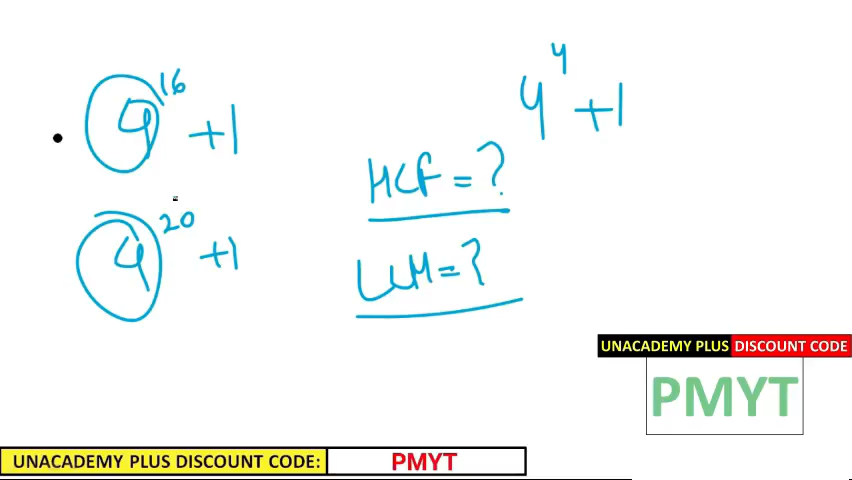 4^16 + 1
4^4 + 1
HCF = ?
4^20 + 1
LCM = ?
UNACADEMY PLUS DISCOUNT CODE
PMYT
UNACADEMY PLUS DISCOUNT CODE: PMYT